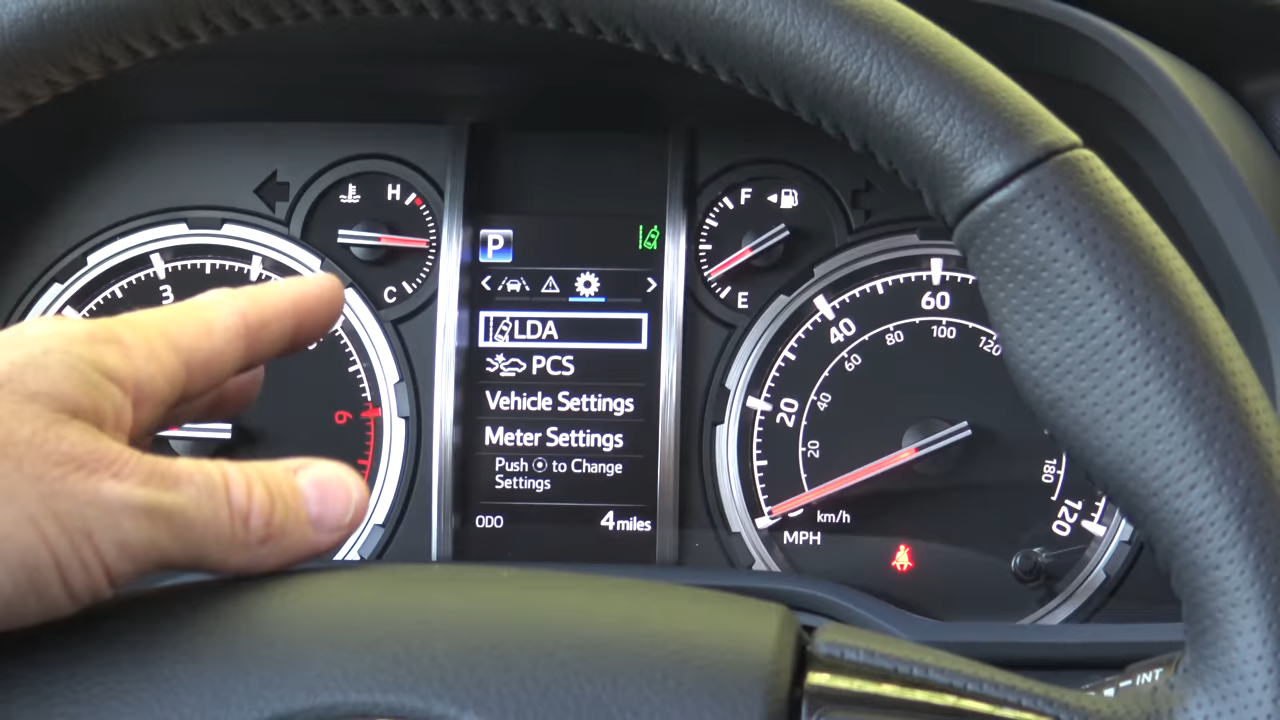 H
C
3
9
P
LDA
PCS
Vehicle Settings
Meter Settings
Push to Change
Settings
ODO 4 miles
F
E
20
40
60
120
20
40
60
80
100
120
180
km/h
MPH
INT